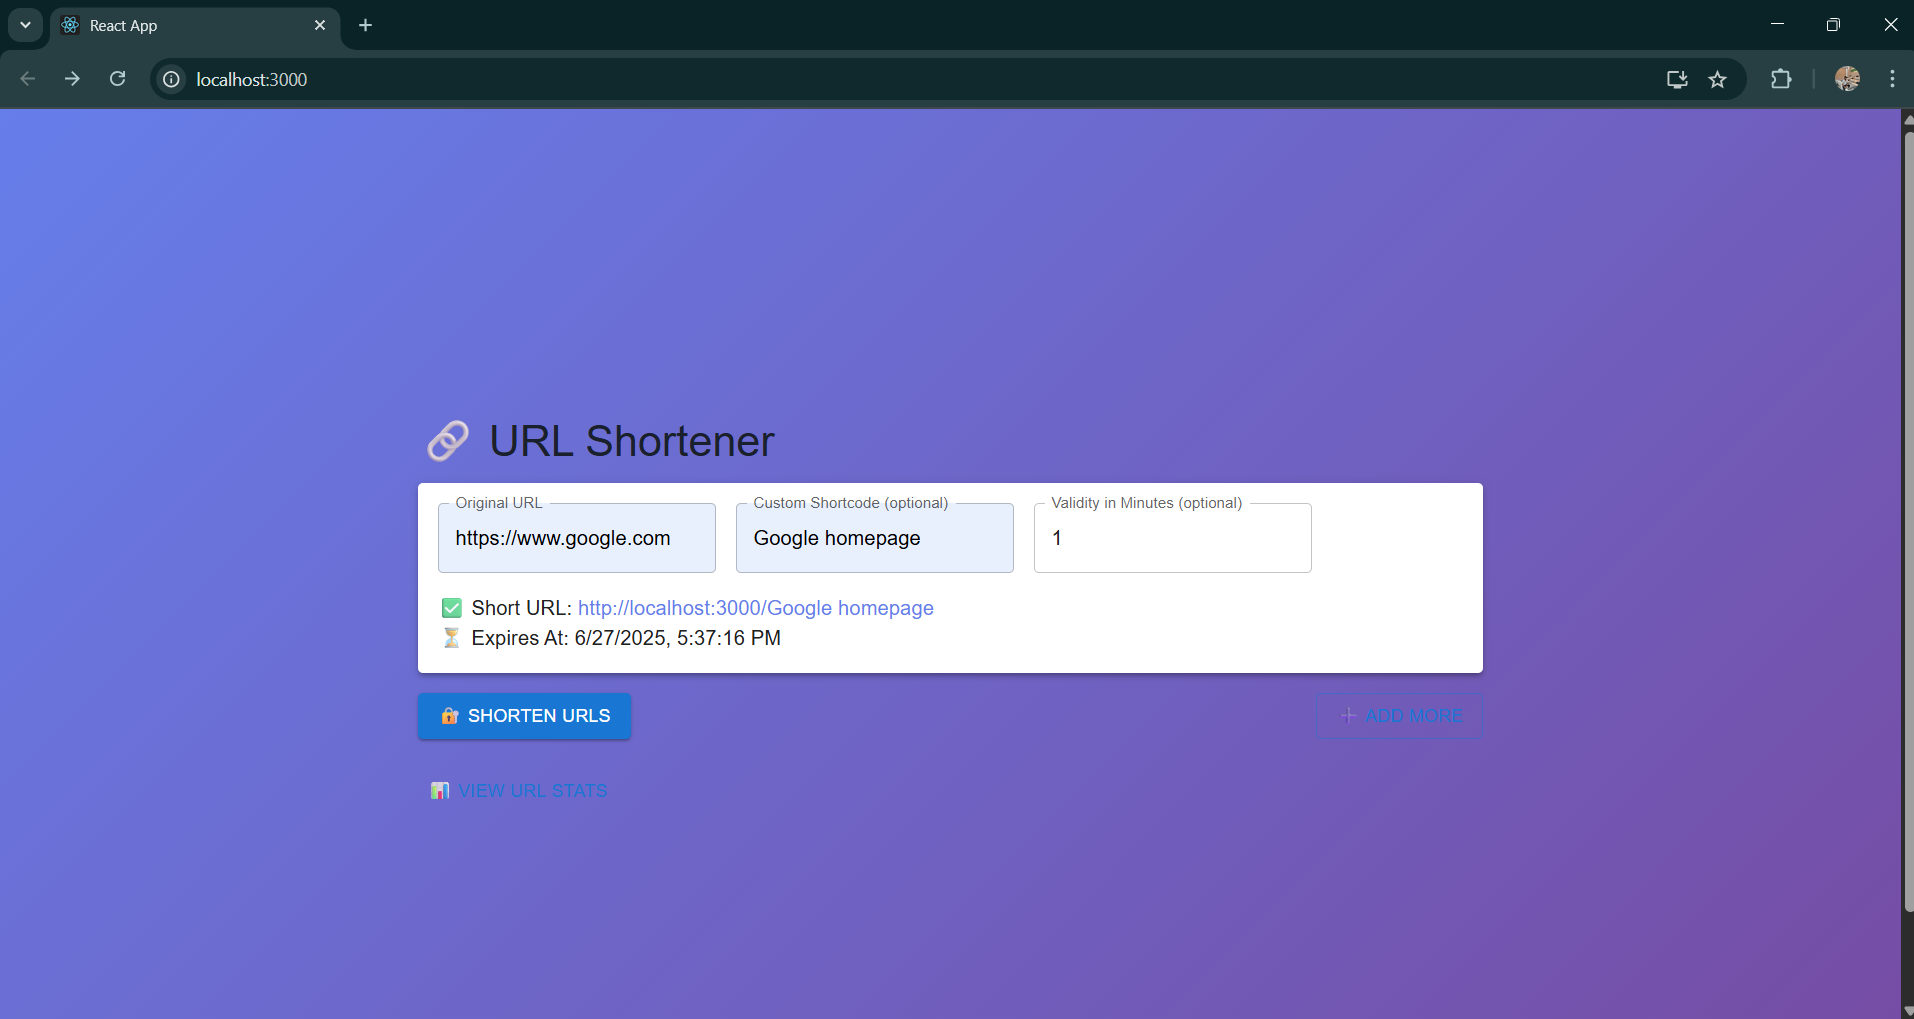 React App
localhost:3000
URL Shortener
Original URL
https://www.google.com
Custom Shortcode (optional)
Google homepage
Validity in Minutes (optional)
1
Short URL: http://localhost:3000/Google homepage
Expires At: 6/27/2025, 5:37:16 PM
SHORTEN URLS
ADD MORE
VIEW URL STATS